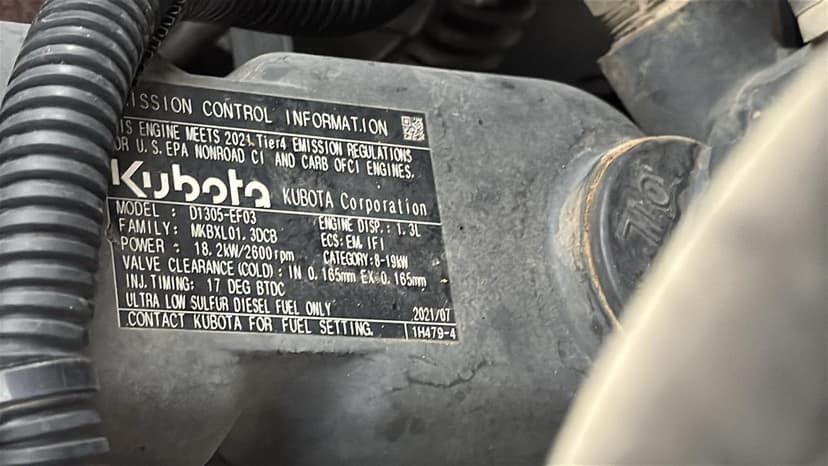 ISSION CONTROL INFORMATION
IS ENGINE MEETS 2021 Tier4 EMISSION REGULATIONS
OR U.S. EPA NONROAD CI AND CARB OFCI ENGINES.
Kubota KUBOTA Corporation
MODEL : D1305-EF03 ENGINE DISP.: 1.3L
FAMILY: MKBXL01.3DCB ECS: EM, IFI
POWER : 18.2kW/2600rpm CATEGORY:8-19kW
VALVE CLEARANCE(COLD): IN 0.165mm EX 0.165mm
INJ.TIMING: 17 DEG BTDC
ULTRA LOW SULFUR DIESEL FUEL ONLY 2021/07
CONTACT KUBOTA FOR FUEL SETTING. 1H479-4